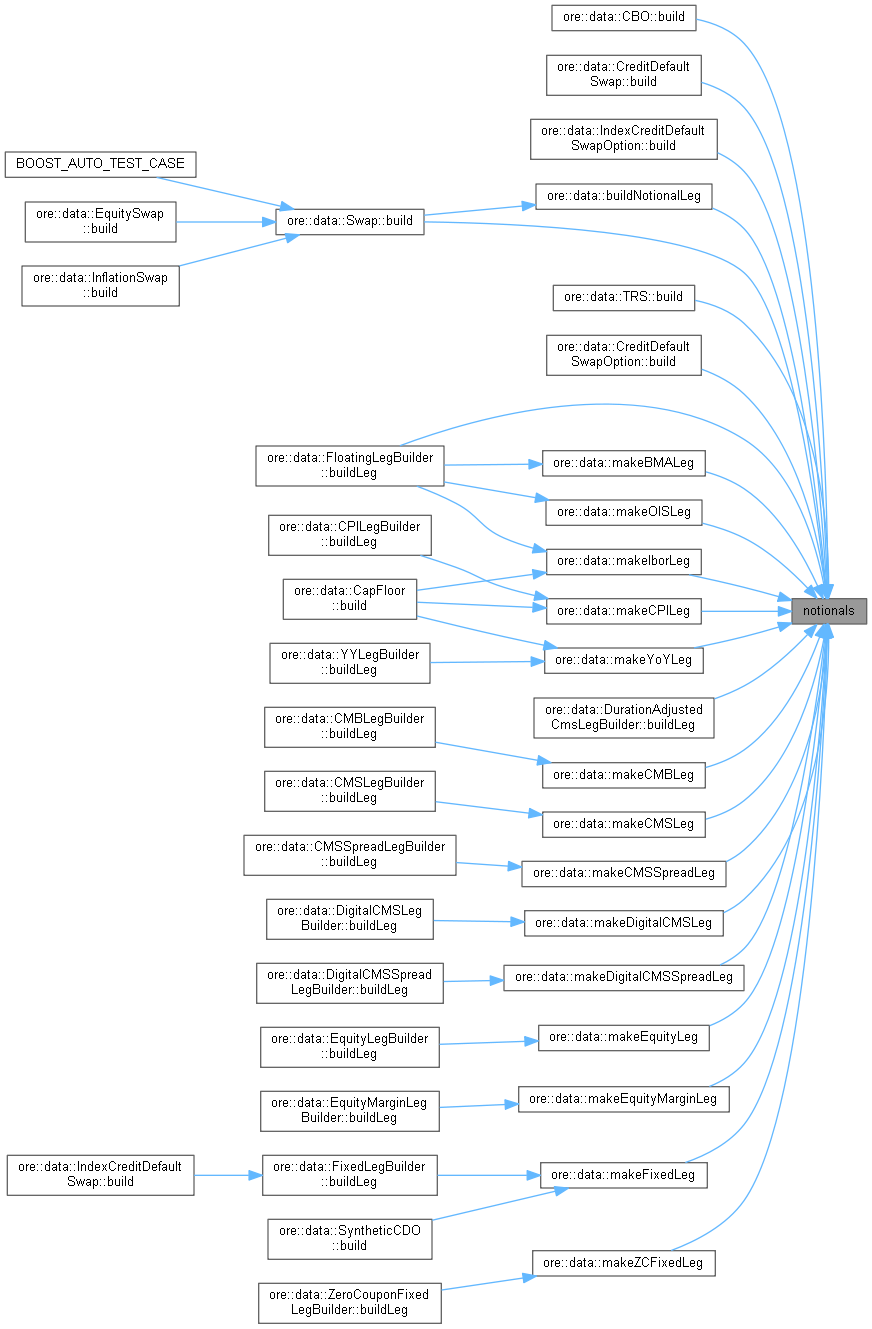 ore::data::CBO::build
ore::data::CreditDefault
Swap::build
ore::data::IndexCreditDefault
SwapOption::build
BOOST_AUTO_TEST_CASE
ore::data::EquitySwap
::build
ore::data::InflationSwap
::build
ore::data::Swap::build
ore::data::buildNotionalLeg
ore::data::TRS::build
ore::data::CreditDefault
SwapOption::build
ore::data::FloatingLegBuilder
::buildLeg
ore::data::makeBMALeg
ore::data::makeOISLeg
ore::data::CPILegBuilder
::buildLeg
ore::data::makeIborLeg
ore::data::CapFloor
::build
ore::data::makeCPILeg
notionals
ore::data::YYLegBuilder
::buildLeg
ore::data::makeYoYLeg
ore::data::DurationAdjusted
CmsLegBuilder::buildLeg
ore::data::CMBLegBuilder
::buildLeg
ore::data::makeCMBLeg
ore::data::CMSLegBuilder
::buildLeg
ore::data::makeCMSLeg
ore::data::CMSSpreadLegBuilder
::buildLeg
ore::data::makeCMSSpreadLeg
ore::data::DigitalCMSLeg
Builder::buildLeg
ore::data::makeDigitalCMSLeg
ore::data::DigitalCMSSpread
LegBuilder::buildLeg
ore::data::makeDigitalCMSSpreadLeg
ore::data::EquityLegBuilder
::buildLeg
ore::data::makeEquityLeg
ore::data::EquityMarginLeg
Builder::buildLeg
ore::data::makeEquityMarginLeg
ore::data::IndexCreditDefault
Swap::build
ore::data::FixedLegBuilder
::buildLeg
ore::data::makeFixedLeg
ore::data::SyntheticCDO
::build
ore::data::makeZCFixedLeg
ore::data::ZeroCouponFixed
LegBuilder::buildLeg